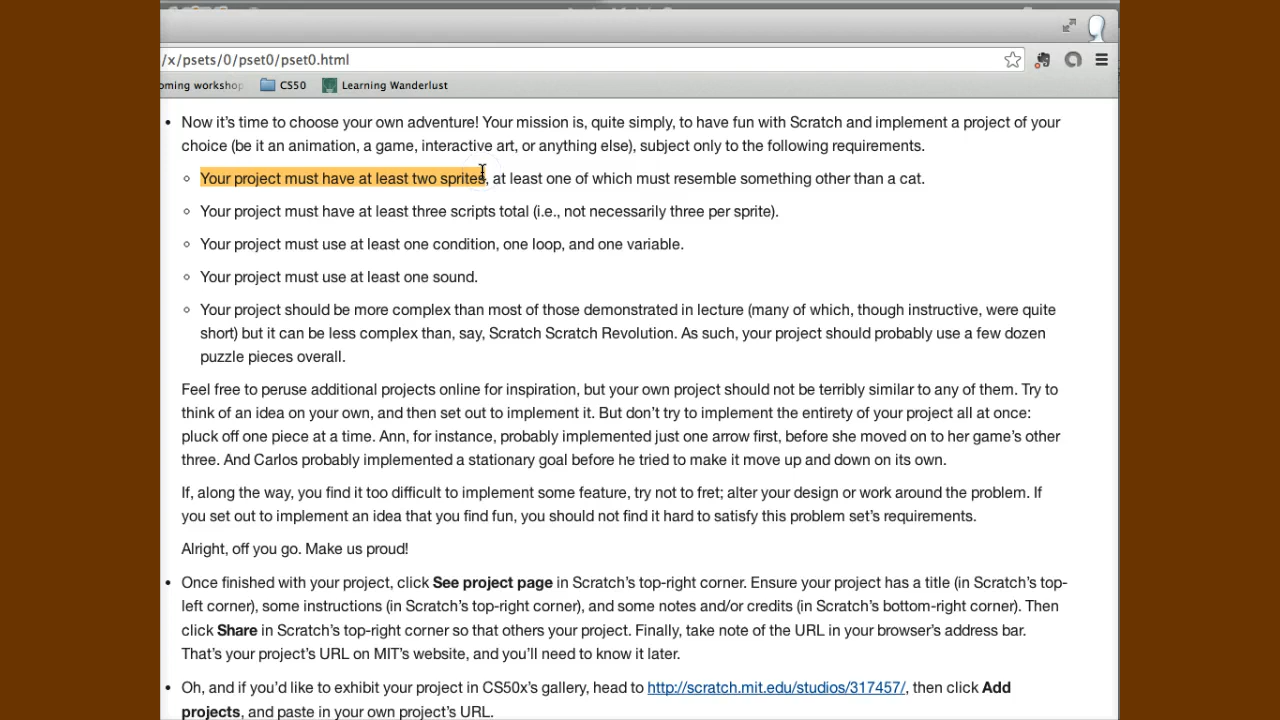 /x/psets/0/pset0/pset0.html
oming workshop CS50 Learning Wanderlust
• Now it's time to choose your own adventure! Your mission is, quite simply, to have fun with Scratch and implement a project of your
choice (be it an animation, a game, interactive art, or anything else), subject only to the following requirements.
◦ Your project must have at least two sprites, at least one of which must resemble something other than a cat.
◦ Your project must have at least three scripts total (i.e., not necessarily three per sprite).
◦ Your project must use at least one condition, one loop, and one variable.
◦ Your project must use at least one sound.
◦ Your project should be more complex than most of those demonstrated in lecture (many of which, though instructive, were quite
short) but it can be less complex than, say, Scratch Scratch Revolution. As such, your project should probably use a few dozen
puzzle pieces overall.
Feel free to peruse additional projects online for inspiration, but your own project should not be terribly similar to any of them. Try to
think of an idea on your own, and then set out to implement it. But don't try to implement the entirety of your project all at once:
pluck off one piece at a time. Ann, for instance, probably implemented just one arrow first, before she moved on to her game's other
three. And Carlos probably implemented a stationary goal before he tried to make it move up and down on its own.
If, along the way, you find it too difficult to implement some feature, try not to fret; alter your design or work around the problem. If
you set out to implement an idea that you find fun, you should not find it hard to satisfy this problem set's requirements.
Alright, off you go. Make us proud!
• Once finished with your project, click See project page in Scratch's top-right corner. Ensure your project has a title (in Scratch's top-
left corner), some instructions (in Scratch's top-right corner), and some notes and/or credits (in Scratch's bottom-right corner). Then
click Share in Scratch's top-right corner so that others your project. Finally, take note of the URL in your browser's address bar.
That's your project's URL on MIT's website, and you'll need to know it later.
• Oh, and if you'd like to exhibit your project in CS50x's gallery, head to http://scratch.mit.edu/studios/317457/, then click Add
projects, and paste in your own project's URL.